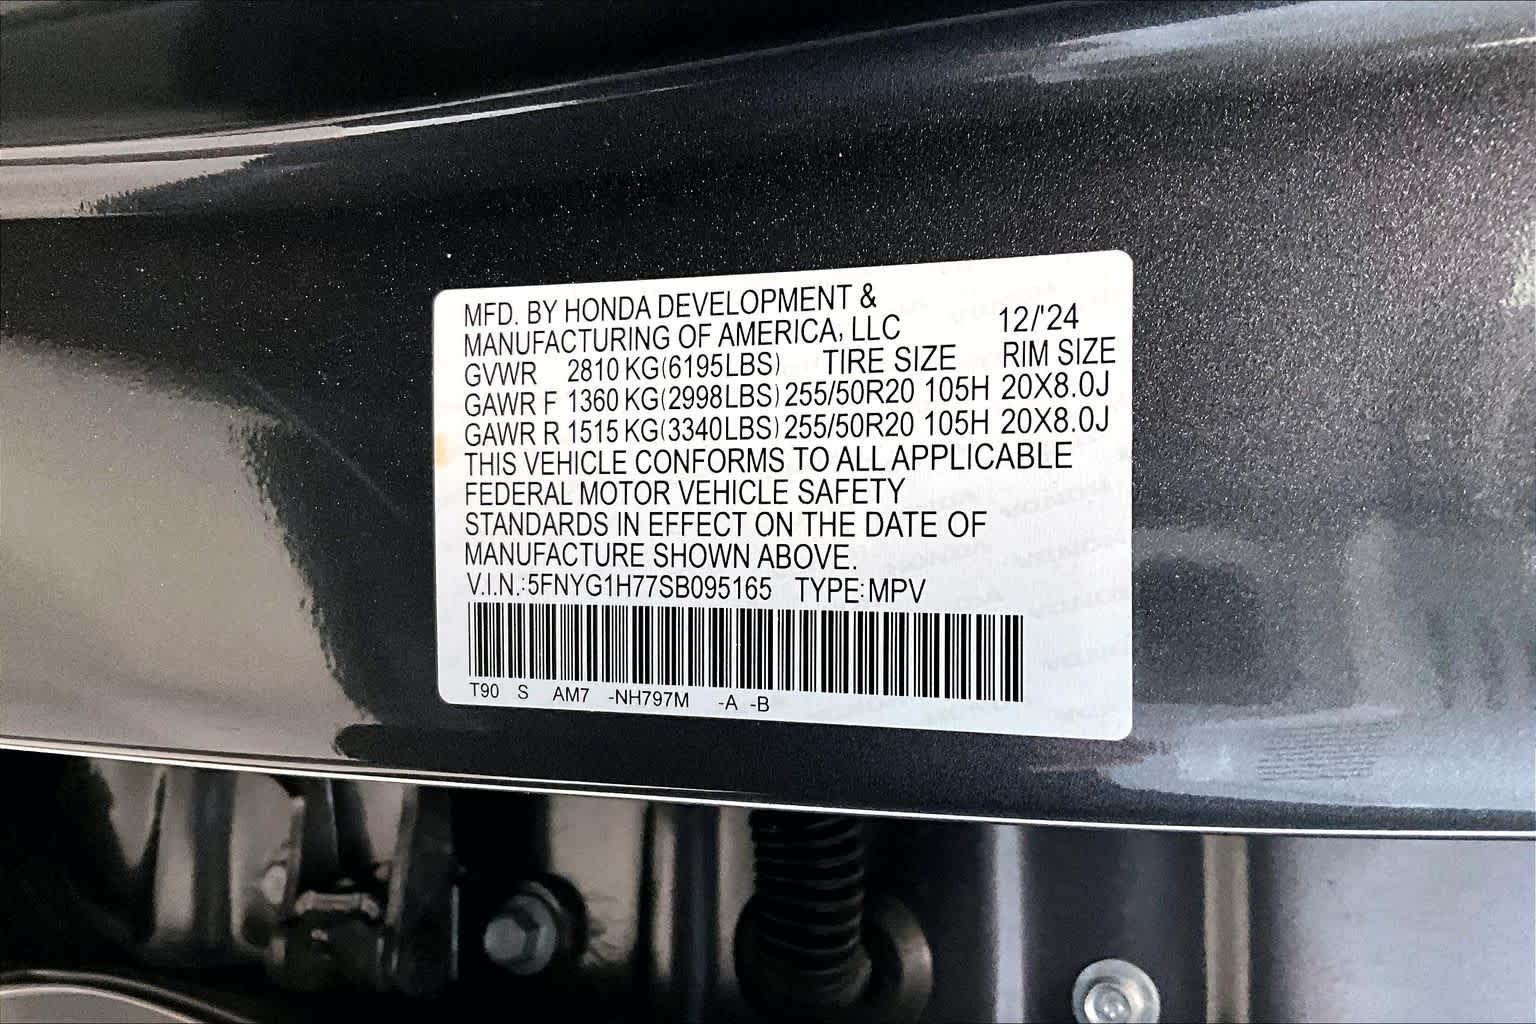 MFD. BY HONDA DEVELOPMENT &
MANUFACTURING OF AMERICA, LLC 12/'24
GVWR 2810 KG(6195LBS) TIRE SIZE RIM SIZE
GAWR F 1360 KG(2998LBS) 255/50R20 105H 20X8.0J
GAWR R 1515 KG(3340LBS) 255/50R20 105H 20X8.0J
THIS VEHICLE CONFORMS TO ALL APPLICABLE
FEDERAL MOTOR VEHICLE SAFETY
STANDARDS IN EFFECT ON THE DATE OF
MANUFACTURE SHOWN ABOVE.
V.I.N.:5FNYG1H77SB095165 TYPE:MPV
T90 S AM7 -NH797M -A -B